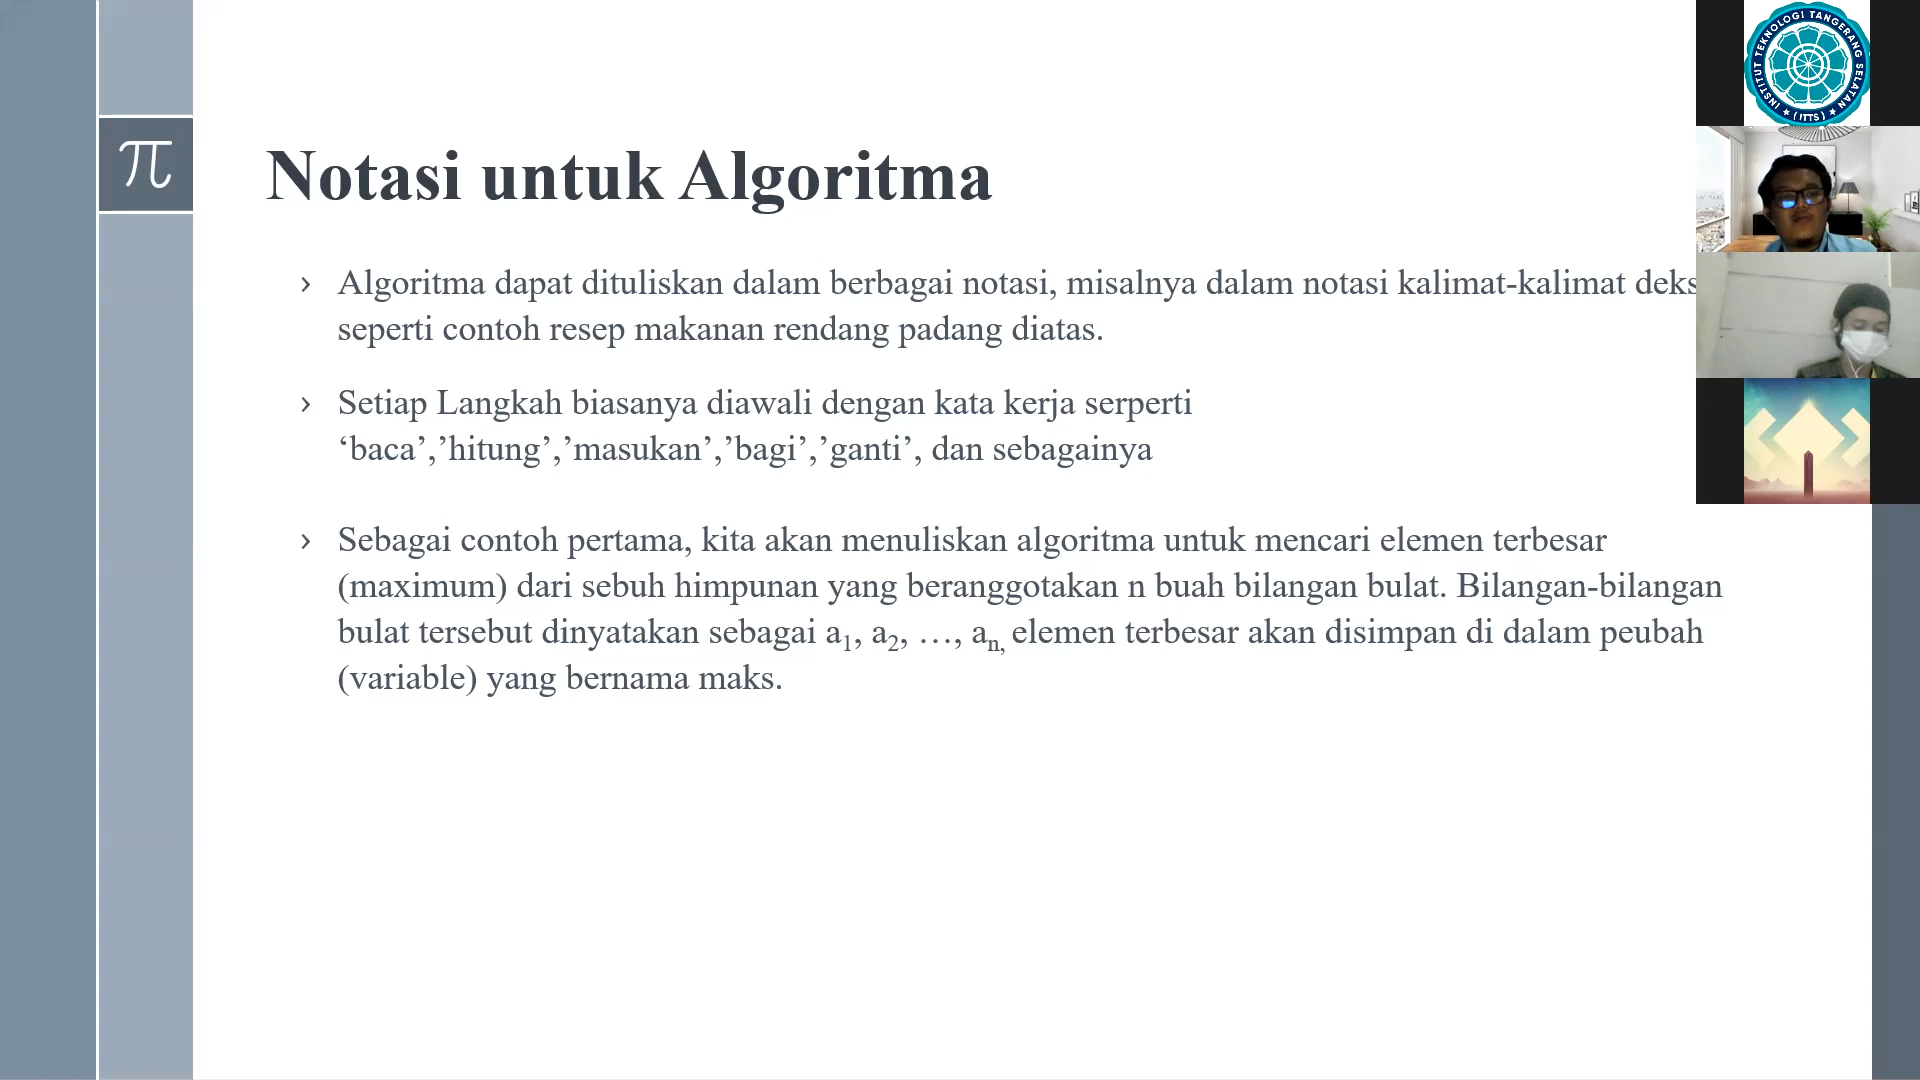 π
Notasi untuk Algoritma
› Algoritma dapat dituliskan dalam berbagai notasi, misalnya dalam notasi kalimat-kalimat
seperti contoh resep makanan rendang padang diatas.
› Setiap Langkah biasanya diawali dengan kata kerja serperti
‘baca’,’hitung’,’masukan’,’bagi’,’ganti’, dan sebagainya
› Sebagai contoh pertama, kita akan menuliskan algoritma untuk mencari elemen terbesar
(maximum) dari sebuh himpunan yang beranggotakan n buah bilangan bulat. Bilangan-bilangan
bulat tersebut dinyatakan sebagai a₁, a₂, …, aₙ, elemen terbesar akan disimpan di dalam peubah
(variable) yang bernama maks.
INSTITUT TEKNOLOGI TANGERANG SELATAN
( ITTS )